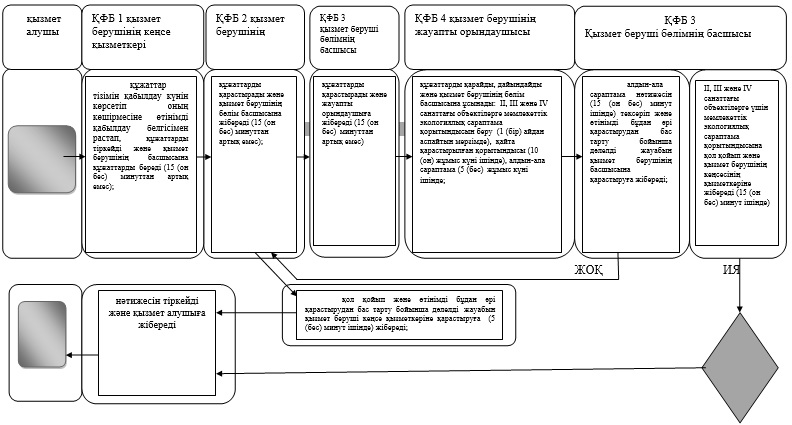 қызмет
алушы
ҚФБ 1 қызмет
берушінің кеңсе
қызметкері
ҚФБ 2 қызмет
берушінің
ҚФБ 3
қызмет беруші
бөлімнің
басшысы
ҚФБ 4 қызмет берушінің
жауапты орындаушысы
ҚФБ 3
Қызмет беруші бөлімнің басшысы
құжаттар
тізімін қабылдау күнін
көрсетіп оның
көшірмесіне өтінімді
қабылдау белгісімен
растап, құжаттарды
тіркейді және қызмет
берушінің басшысына
құжаттарды береді (15 (он
бес) минуттан артық
емес);
құжаттарды
қарастырады және
қызмет берушінің
бөлім басшысына
жібереді (15 (он
бес) минуттан
артық емес);
құжаттарды
қарастырады және
жауапты
орындаушыға
жібереді (15 (он
бес) минуттан
артық емес)
құжаттарды қарайды, дайындайды
және қызмет берушінің бөлім
басшысына ұсынады: II, III және IV
санаттағы объектілерге мемлекеттік
экологиялық сараптама
қорытындысын беру (1 (бір) айдан
аспайтын мерзімде), қайта
қарастырылған қорытындысы (10
(он) жұмыс күні ішінде), алдын-ала
сараптама (5 (бес) жұмыс күні
ішінде;
алдын-ала
сараптама нәтижесін
(15 (он бес) минут
ішінде) тексеріп және
өтінімді бұдан әрі
қарастырудан бас
тарту бойынша
дәлелді жауабын
қызмет берушінің
басшысына
қарастыруға жібереді;
II, III және IV
санаттағы
объектілерге үшін
мемлекеттік
экологиялық
сараптама
қорытындысына
қол қойып және
қызмет берушінің
кеңсесінің
қызметкеріне
жібереді (15 (он
бес) минут ішінде)
ЖОҚ
ИЯ
нәтижесін тіркейді
және қызмет алушыға
жібереді
қол қойып және өтінімді бұдан әрі
қарастырудан бас тарту бойынша дәлелді жауабын
қызмет беруші кеңсе қызметкеріне қарастыруға (5
(бес) минут ішінде) жібереді;